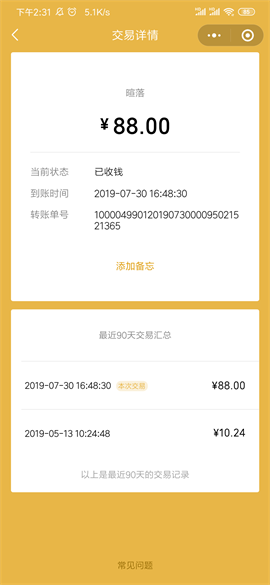 下午2:31 5.1K/s
交易详情
暄落
¥88.00
当前状态 已收钱
到账时间 2019-07-30 16:48:30
转账单号 100004990120190730000950215
21365
添加备忘
最近90天交易汇总
2019-07-30 16:48:30 本次交易 ¥88.00
2019-05-13 10:24:48 ¥10.24
以上是最近90天的交易记录
常见问题